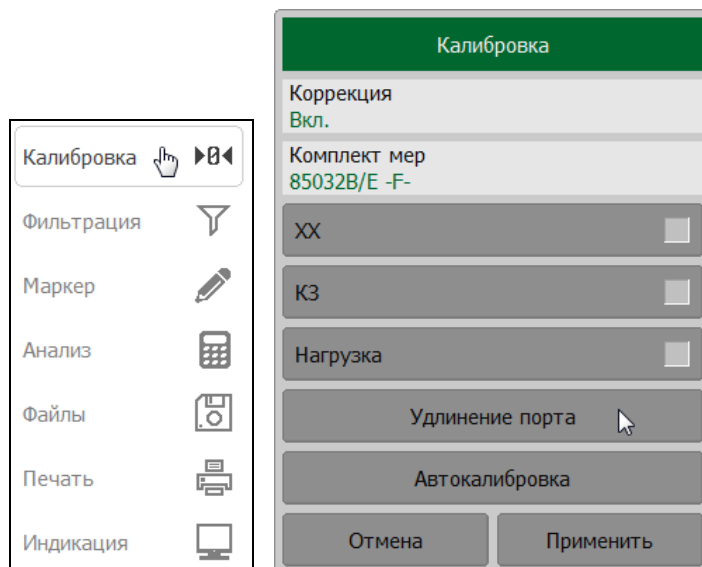 Калибровка
Фильтрация
Маркер
Анализ
Файлы
Печать
Индикация
Калибровка
Коррекция
Вкл.
Комплект мер
85032B/E -F-
ХХ
КЗ
Нагрузка
Удлинение порта
Автокалибровка
Отмена Применить